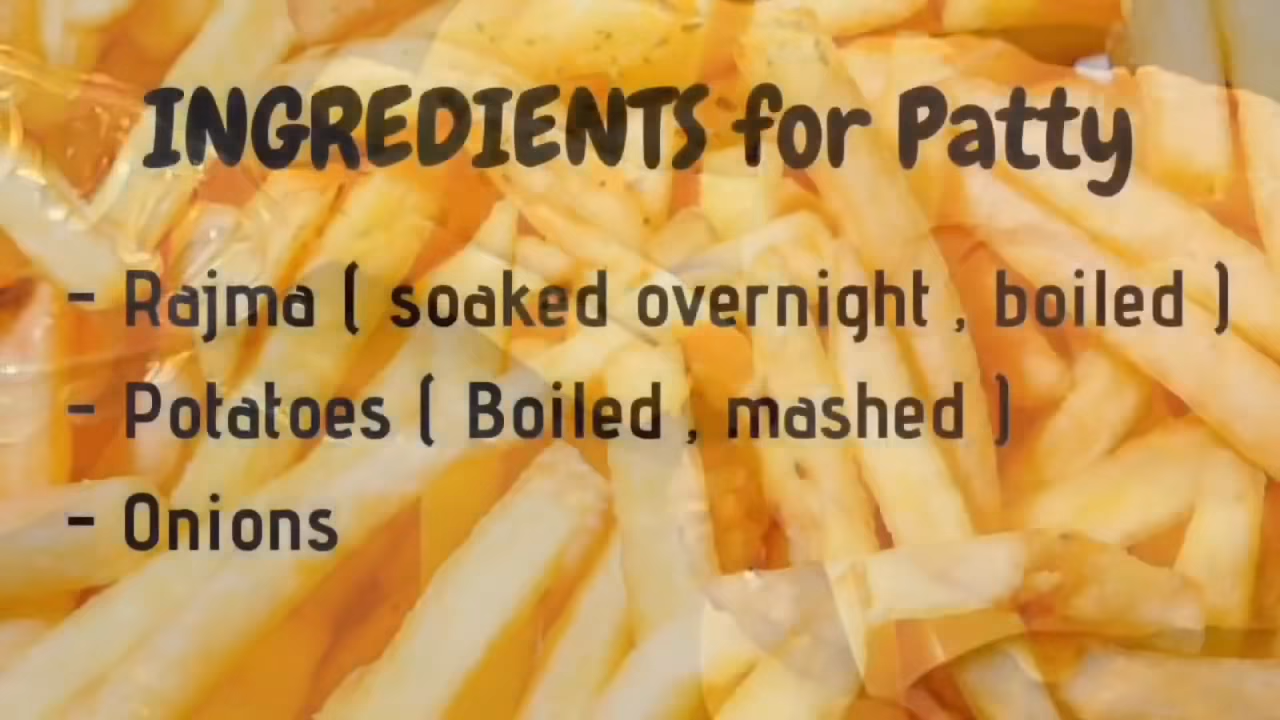 INGREDIENTS for Patty
- Rajma ( soaked overnight , boiled )
- Potatoes ( Boiled , mashed )
- Onions